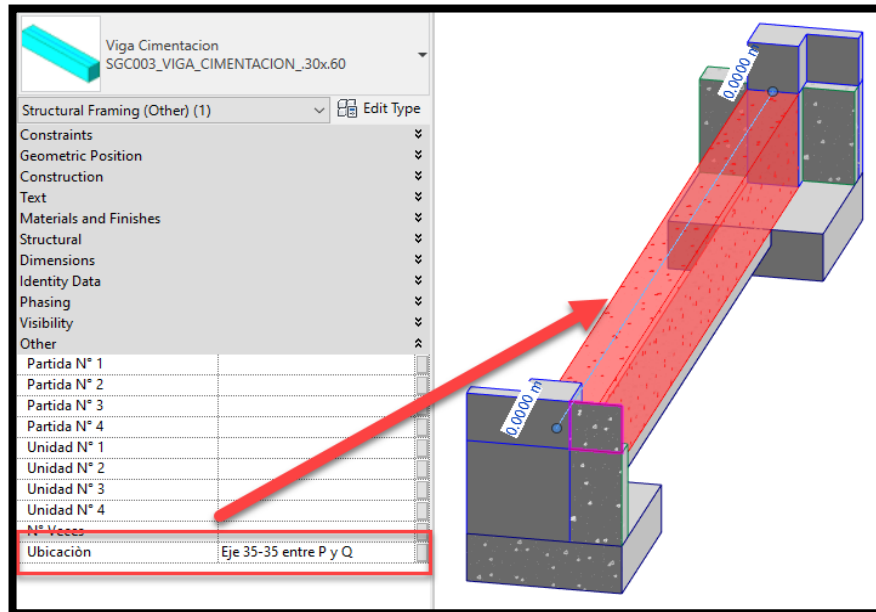 Viga Cimentacion
SGC003_VIGA_CIMENTACION_.30x.60
Structural Framing (Other) (1)
Edit Type
Constraints
Geometric Position
Construction
Text
Materials and Finishes
Structural
Dimensions
Identity Data
Phasing
Visibility
Other
Partida N° 1
Partida N° 2
Partida N° 3
Partida N° 4
Unidad N° 1
Unidad N° 2
Unidad N° 3
Unidad N° 4
N° Veces
Ubicaciòn Eje 35-35 entre P y Q
0.0000 m
0.0000 m